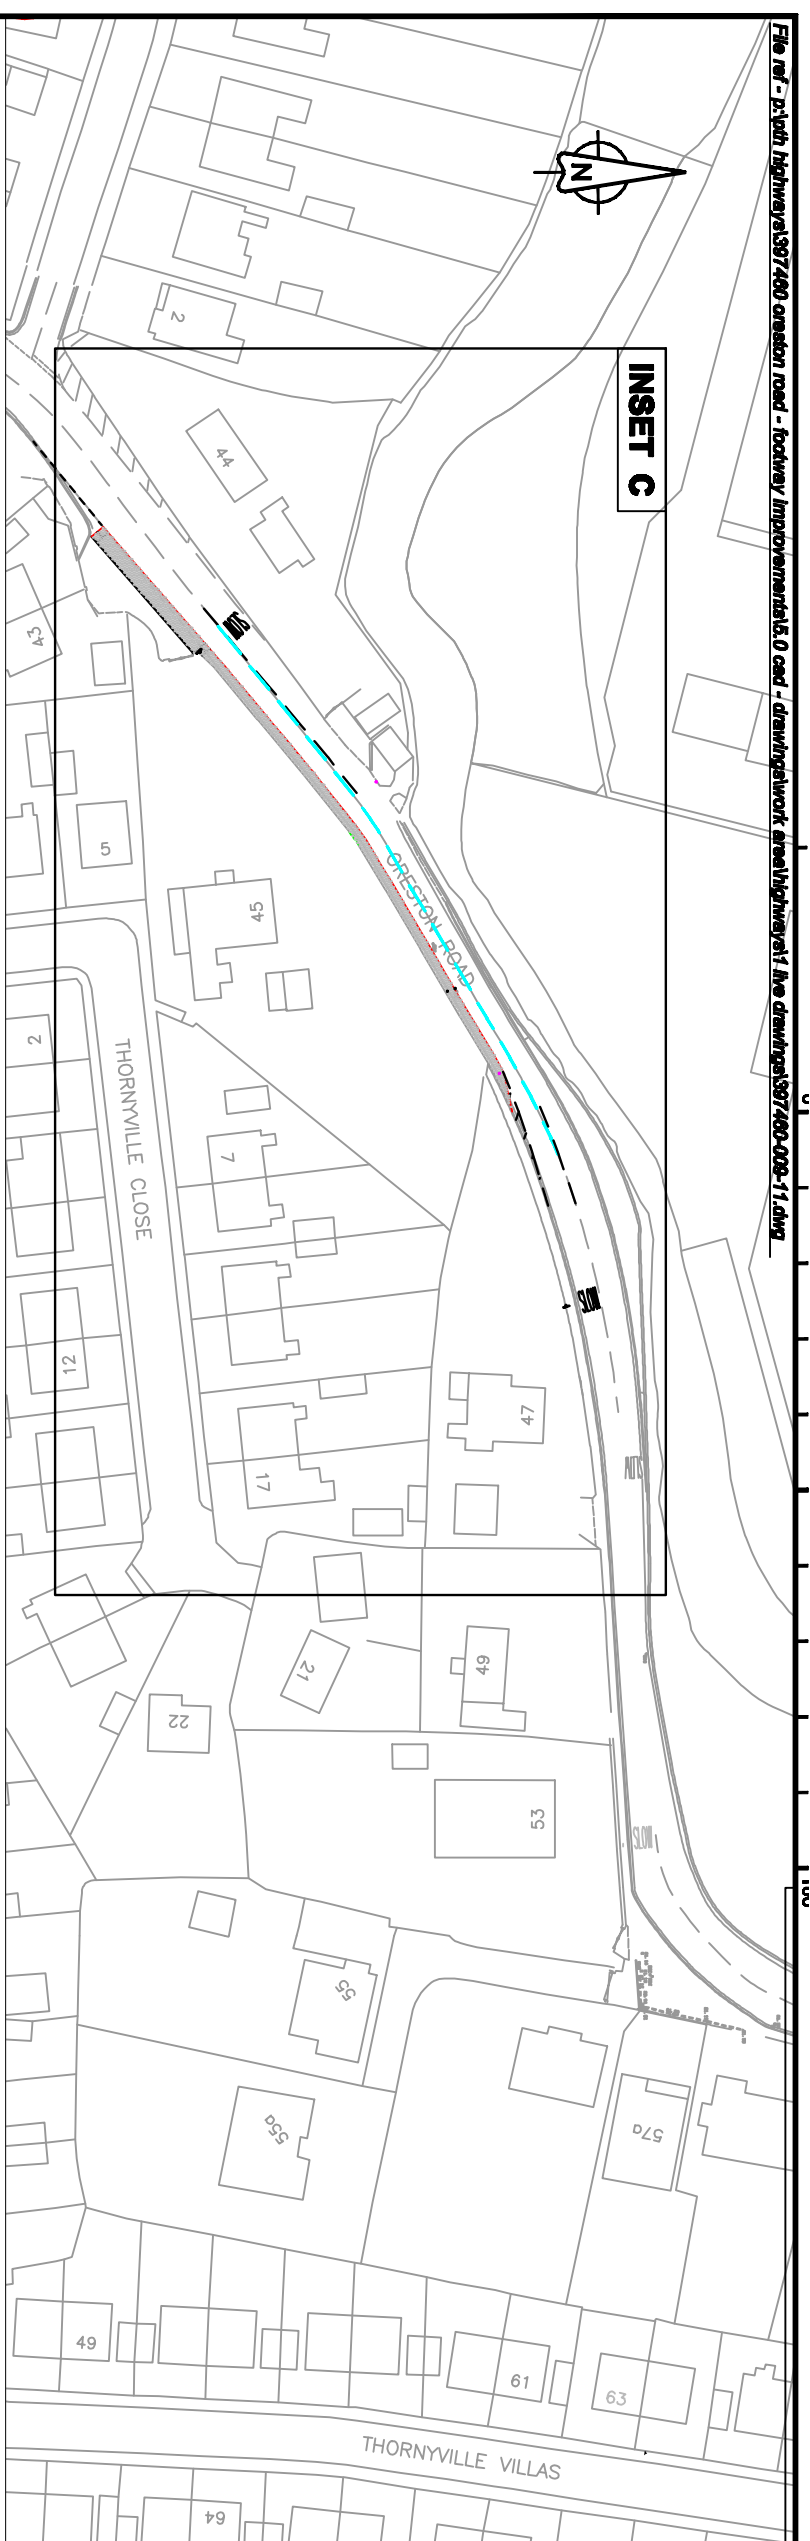 File ref - p:\pth highways\397460 oreston road - footway improvements\5.0 cad - drawings\work area\highways\1 live drawings\397460-009-11.dwg
N
INSET C
2
44
SLOW
43
5
45
ORESTON ROAD
2
THORNYVILLE CLOSE
7
12
SLOW
47
SLOW
17
21
49
22
SLOW
53
55
55a
57a
49
61
63
THORNYVILLE VILLAS
64